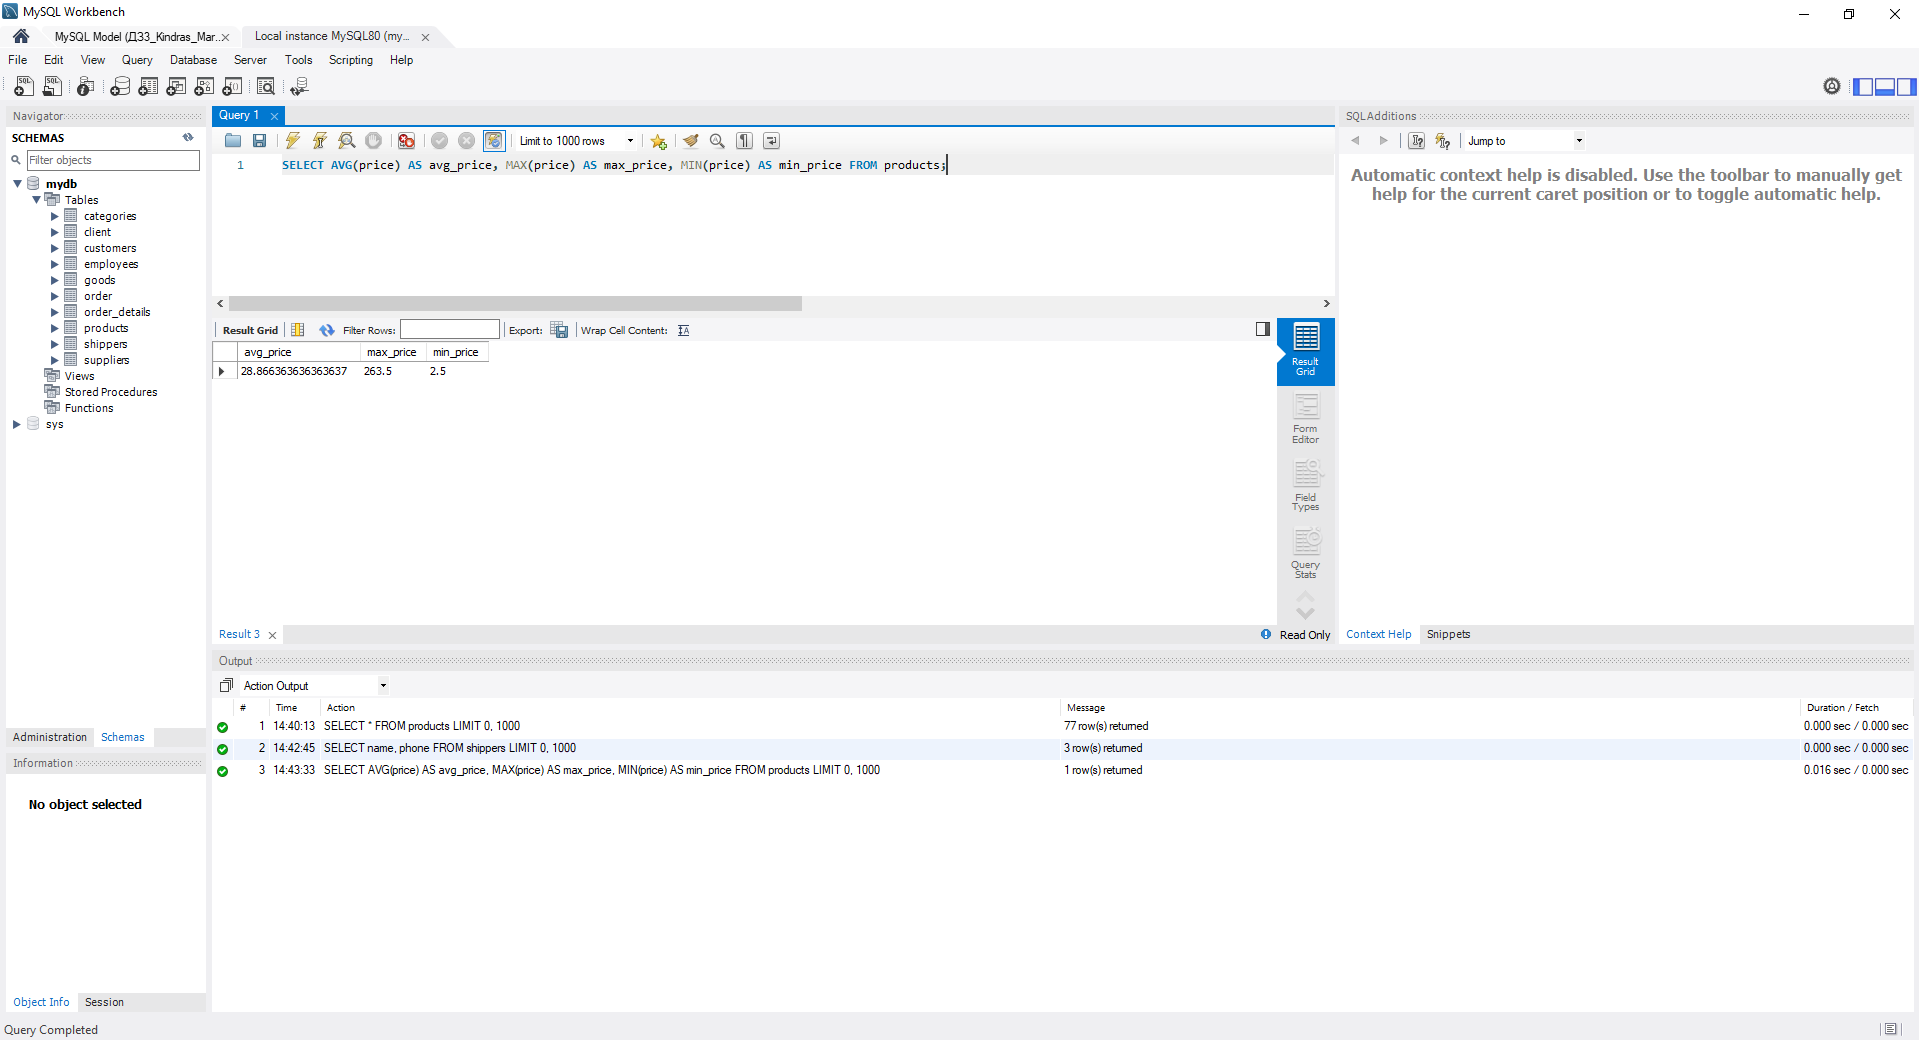 MySQL Workbench
MySQL Model (ДЗ3_Kindras_Mar...
Local instance MySQL80 (my...
File Edit View Query Database Server Tools Scripting Help
Navigator
SCHEMAS
Filter objects
mydb
Tables
categories
client
customers
employees
goods
order
order_details
products
shippers
suppliers
Views
Stored Procedures
Functions
sys
Administration Schemas
Information
No object selected
Object Info Session
Query 1
Limit to 1000 rows
1 SELECT AVG(price) AS avg_price, MAX(price) AS max_price, MIN(price) AS min_price FROM products;
Result Grid Filter Rows: Export: Wrap Cell Content:
avg_price max_price min_price
28.866363636363637 263.5 2.5
Result
Grid
Form
Editor
Field
Types
Query
Stats
Result 3
Read Only
SQLAdditions
Jump to
Automatic context help is disabled. Use the toolbar to manually get
help for the current caret position or to toggle automatic help.
Context Help Snippets
Output
Action Output
# Time Action Message Duration / Fetch
1 14:40:13 SELECT * FROM products LIMIT 0, 1000 77 row(s) returned 0.000 sec / 0.000 sec
2 14:42:45 SELECT name, phone FROM shippers LIMIT 0, 1000 3 row(s) returned 0.000 sec / 0.000 sec
3 14:43:33 SELECT AVG(price) AS avg_price, MAX(price) AS max_price, MIN(price) AS min_price FROM products LIMIT 0, 1000 1 row(s) returned 0.016 sec / 0.000 sec
Query Completed